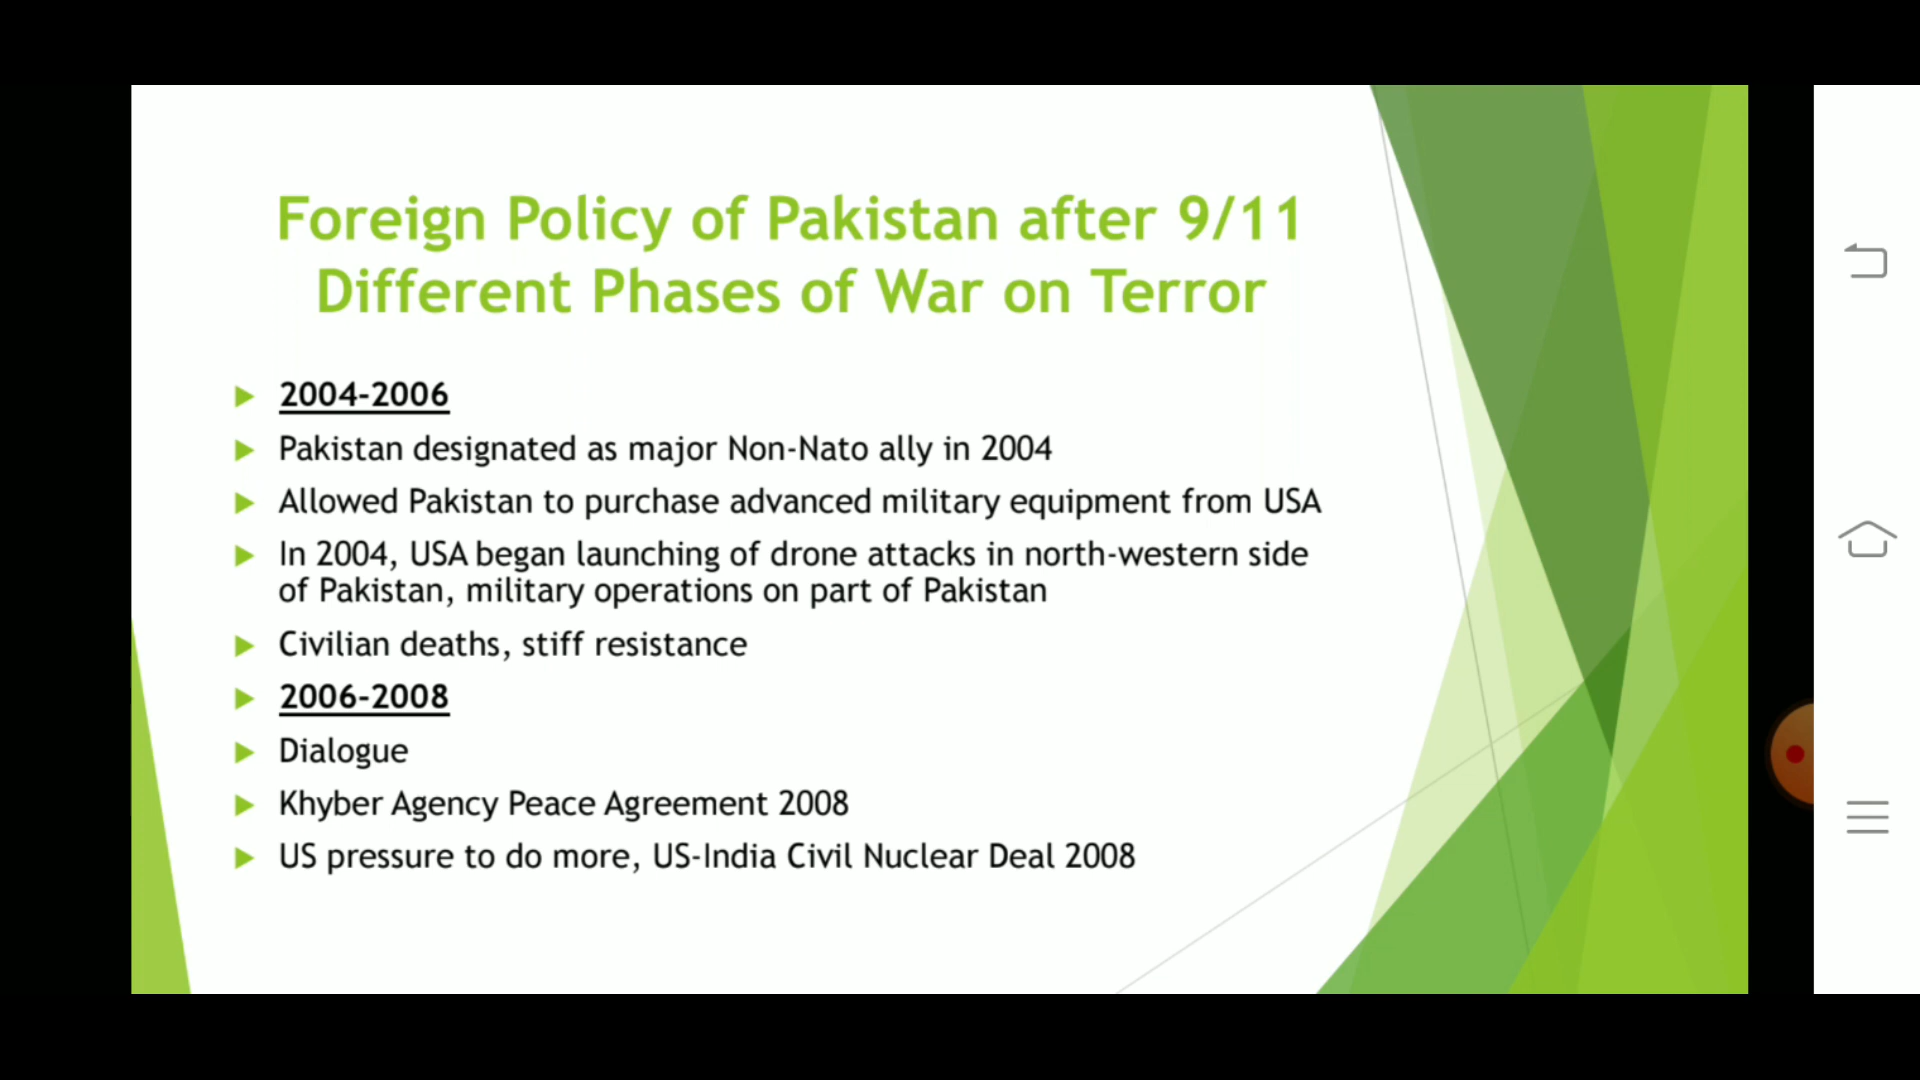 Foreign Policy of Pakistan after 9/11
Different Phases of War on Terror
2004-2006
Pakistan designated as major Non-Nato ally in 2004
Allowed Pakistan to purchase advanced military equipment from USA
In 2004, USA began launching of drone attacks in north-western side
of Pakistan, military operations on part of Pakistan
Civilian deaths, stiff resistance
2006-2008
Dialogue
Khyber Agency Peace Agreement 2008
US pressure to do more, US-India Civil Nuclear Deal 2008